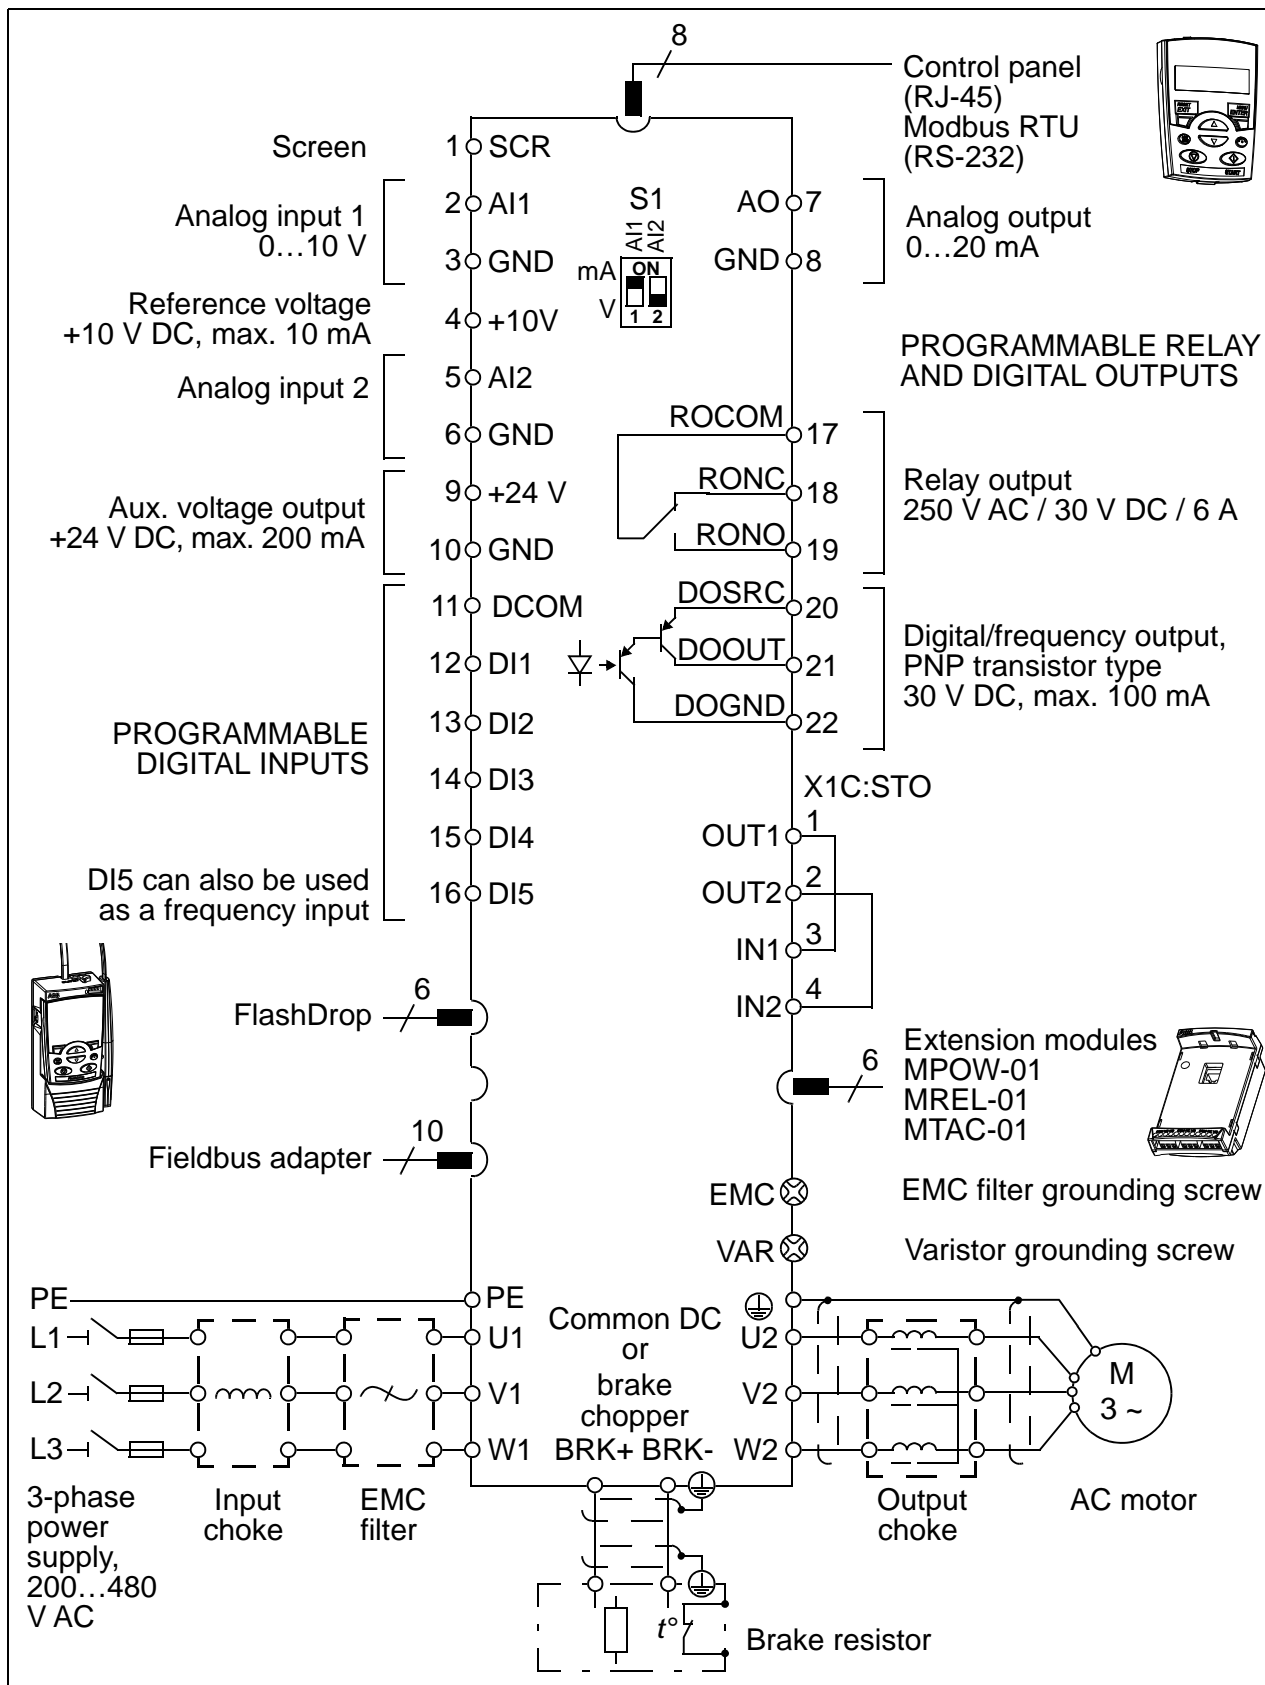 8
Control panel
(RJ-45)
Modbus RTU
(RS-232)
Screen
1 SCR
Analog input 1
0…10 V
2 AI1
3 GND
S1
AI1
AI2
mA
V
ON
1 2
AO 7
GND 8
Analog output
0…20 mA
Reference voltage
+10 V DC, max. 10 mA
4 +10V
Analog input 2
5 AI2
6 GND
PROGRAMMABLE RELAY
AND DIGITAL OUTPUTS
ROCOM 17
RONC 18
RONO 19
Relay output
250 V AC / 30 V DC / 6 A
Aux. voltage output
+24 V DC, max. 200 mA
9 +24 V
10 GND
11 DCOM
12 DI1
13 DI2
14 DI3
15 DI4
16 DI5
PROGRAMMABLE
DIGITAL INPUTS
DI5 can also be used
as a frequency input
DOSRC 20
DOOUT 21
DOGND 22
Digital/frequency output,
PNP transistor type
30 V DC, max. 100 mA
X1C:STO
OUT1 1
OUT2 2
IN1 3
IN2 4
FlashDrop 6
Fieldbus adapter 10
6
Extension modules
MPOW-01
MREL-01
MTAC-01
EMC
EMC filter grounding screw
VAR
Varistor grounding screw
PE
PE
L1
U1
L2
V1
L3
W1
Common DC
or
brake
chopper
BRK+ BRK-
U2
V2
W2
M
3 ~
3-phase
power
supply,
200…480
V AC
Input
choke
EMC
filter
Output
choke
AC motor
t°
Brake resistor